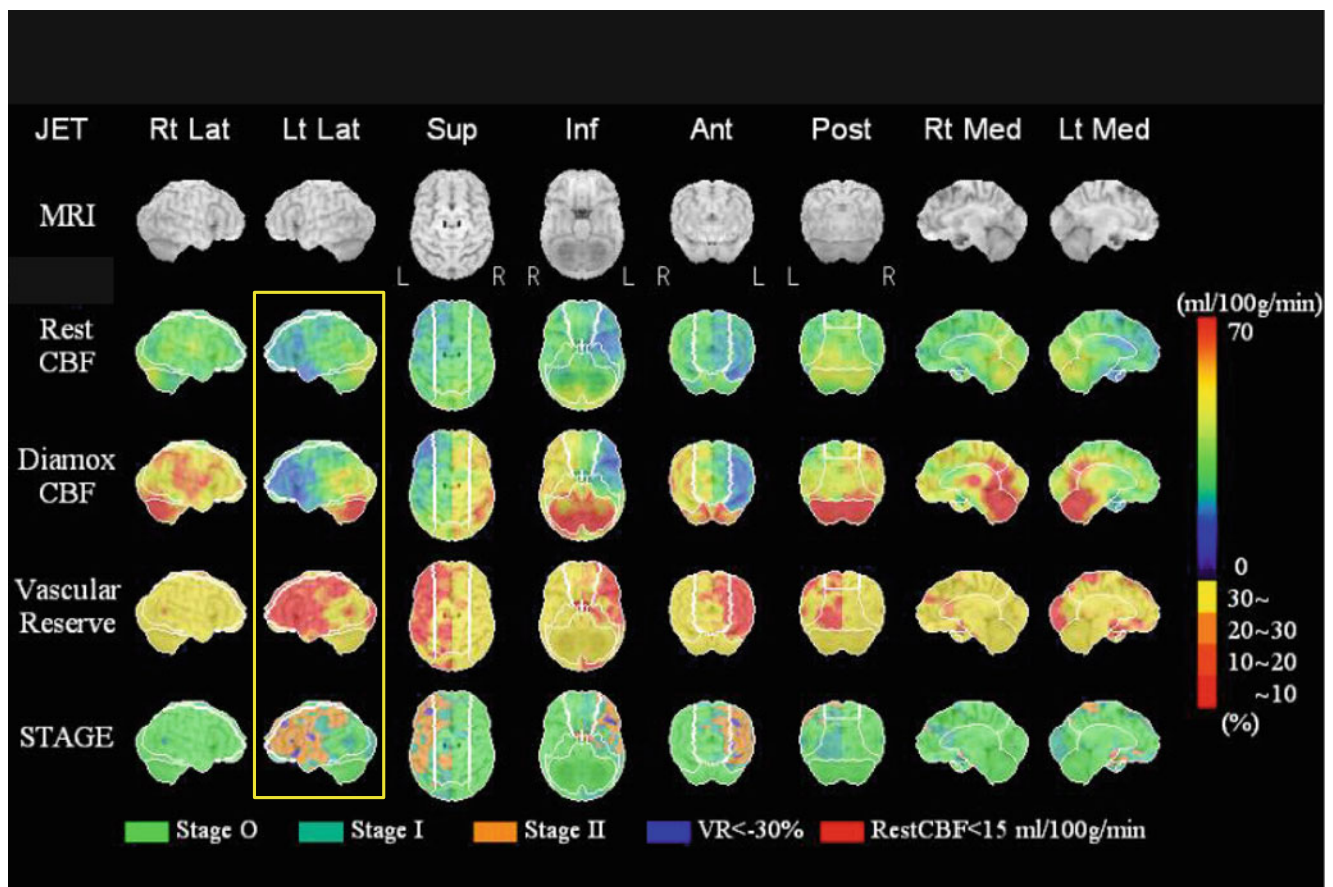 JET Rt Lat Lt Lat Sup Inf Ant Post Rt Med Lt Med
MRI
L R R L R L L R
(ml/100g/min)
Rest
CBF
70
Diamox
CBF
0
Vascular
Reserve
30~
20~30
10~20
~10
(%)
STAGE
Stage O Stage I Stage II VR<-30% RestCBF<15 ml/100g/min